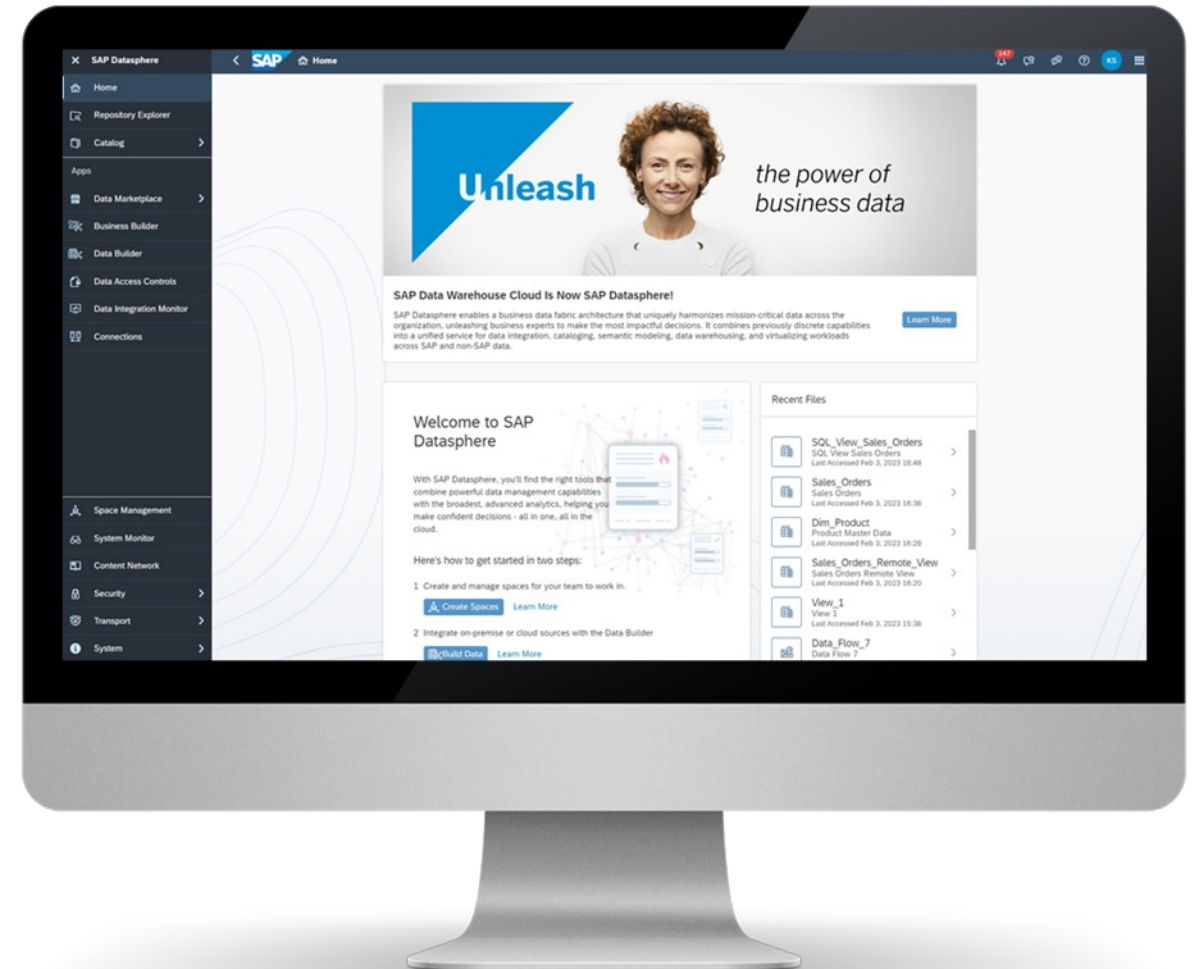 SAP Datasphere
SAP
Home
147
KS
Home
Repository Explorer
Catalog
Apps
Data Marketplace
Business Builder
Data Builder
Data Access Controls
Data Integration Monitor
Connections
Space Management
System Monitor
Content Network
Security
Transport
System
Unleash
the power of
business data
SAP Data Warehouse Cloud Is Now SAP Datasphere!
SAP Datasphere enables a business data fabric architecture that uniquely harmonizes mission-critical data across the
organization, unleashing business experts to make the most impactful decisions. It combines previously discrete capabilities
into a unified service for data integration, cataloging, semantic modeling, data warehousing, and virtualizing workloads
across SAP and non-SAP data.
Learn More
Welcome to SAP
Datasphere
With SAP Datasphere, you'll find the right tools that
combine powerful data management capabilities
with the broadest, advanced analytics, helping you
make confident decisions - all in one, all in the
cloud.
Here's how to get started in two steps:
1 Create and manage spaces for your team to work in.
Create Spaces Learn More
2 Integrate on-premise or cloud sources with the Data Builder
Build Data Learn More
Recent Files
SQL_View_Sales_Orders
SQL View Sales Orders
Last Accessed Feb 3, 2023 16:48
Sales_Orders
Sales Orders
Last Accessed Feb 3, 2023 16:38
Dim_Product
Product Master Data
Last Accessed Feb 3, 2023 16:28
Sales_Orders_Remote_View
Sales Orders Remote View
Last Accessed Feb 3, 2023 16:20
View_1
View 1
Last Accessed Feb 3, 2023 15:38
Data_Flow_7
Data Flow 7